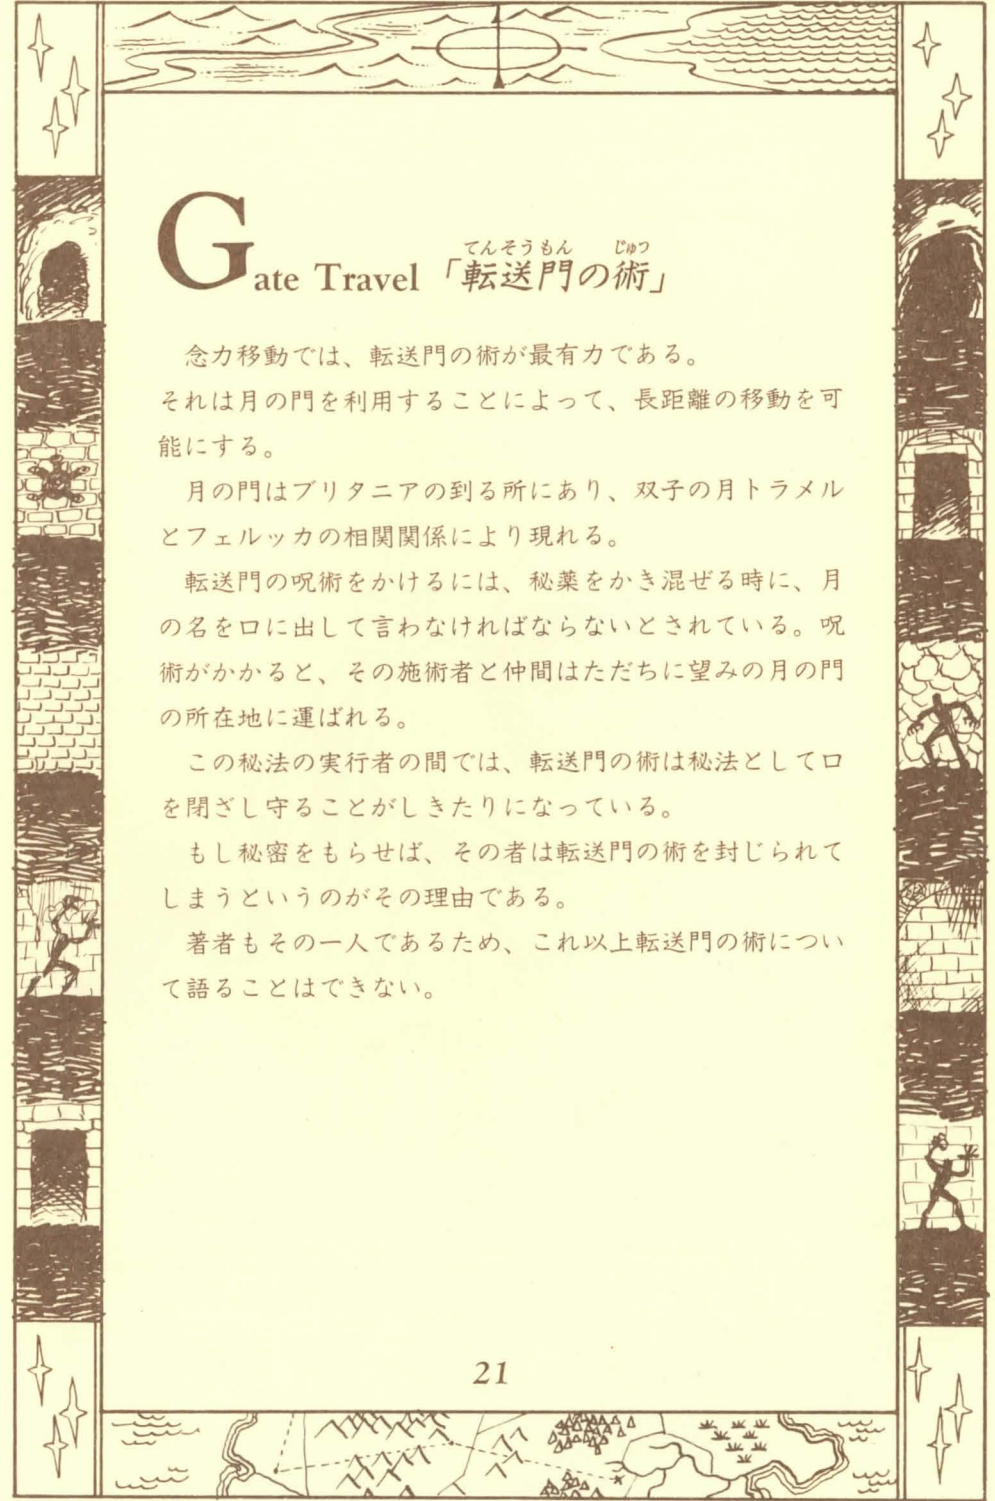 Gate Travel「転送門の術」
てんそうもん じゅつ
念力移動では、転送門の術が最有力である。
それは月の門を利用することによって、長距離の移動を可
能にする。
月の門はブリタニアの到る所にあり、双子の月トラメル
とフェルッカの相関関係により現れる。
転送門の呪術をかけるには、秘薬をかき混ぜる時に、月
の名を口に出して言わなければならないとされている。呪
術がかかると、その施術者と仲間はただちに望みの月の門
の所在地に運ばれる。
この秘法の実行者の間では、転送門の術は秘法として口
を閉ざし守ることがしきたりになっている。
もし秘密をもらせば、その者は転送門の術を封じられて
しまうというのがその理由である。
著者もその一人であるため、これ以上転送門の術につい
て語ることはできない。
21